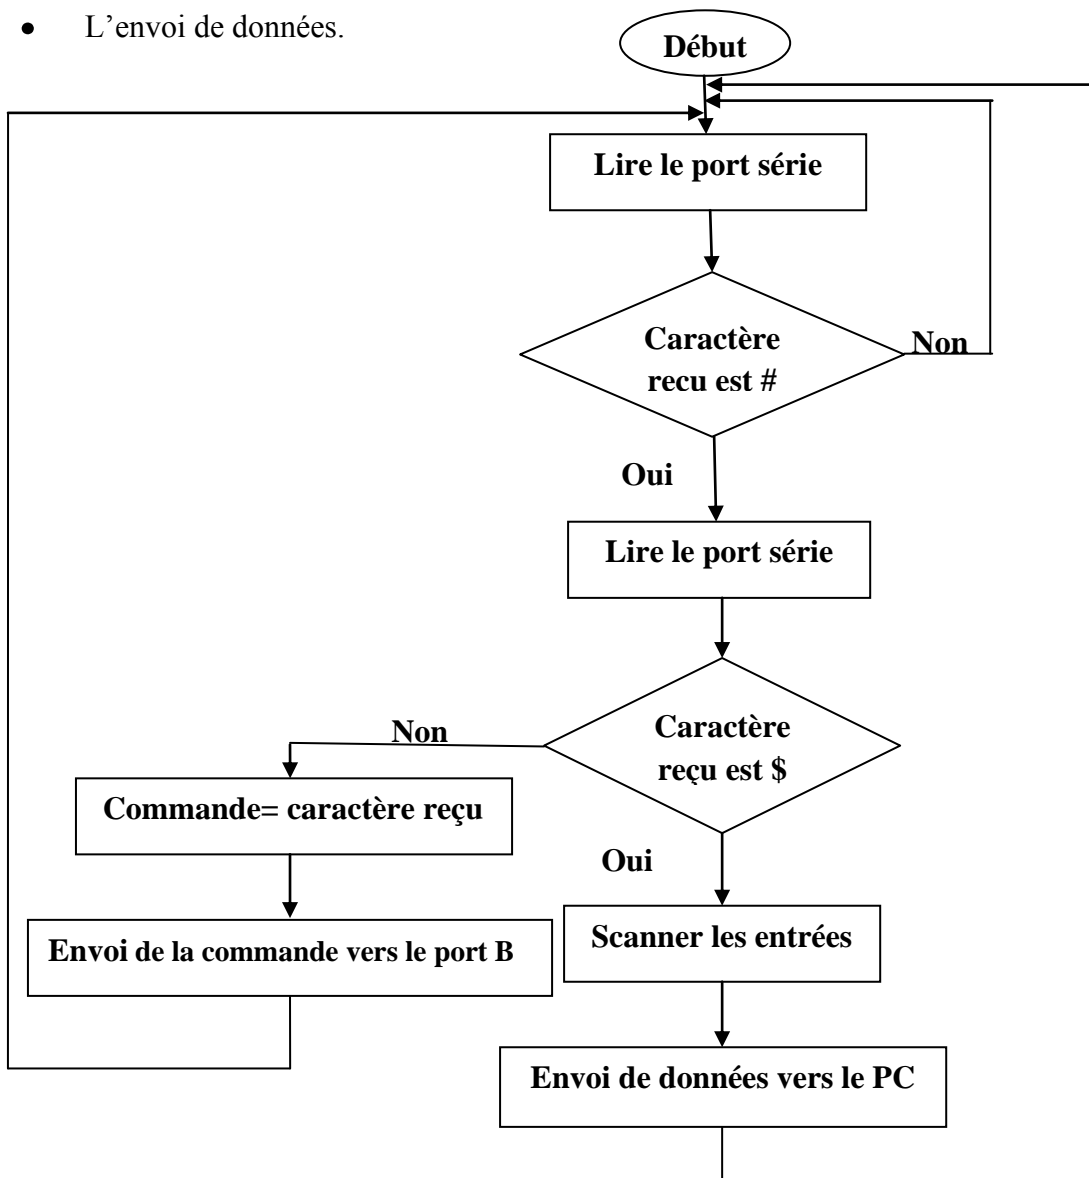 • L’envoi de données.
Début
Lire le port série
Caractère
recu est #
Non
Oui
Lire le port série
Caractère
reçu est $
Non
Commande= caractère reçu
Envoi de la commande vers le port B
Oui
Scanner les entrées
Envoi de données vers le PC